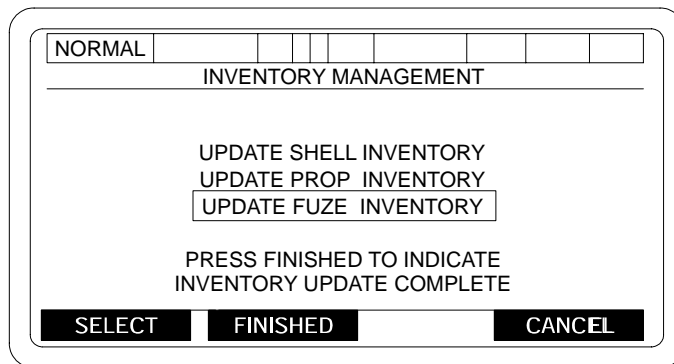 NORMAL
INVENTORY MANAGEMENT
UPDATE SHELL INVENTORY
UPDATE PROP INVENTORY
UPDATE FUZE INVENTORY
PRESS FINISHED TO INDICATE
INVENTORY UPDATE COMPLETE
SELECT FINISHED CANCEL